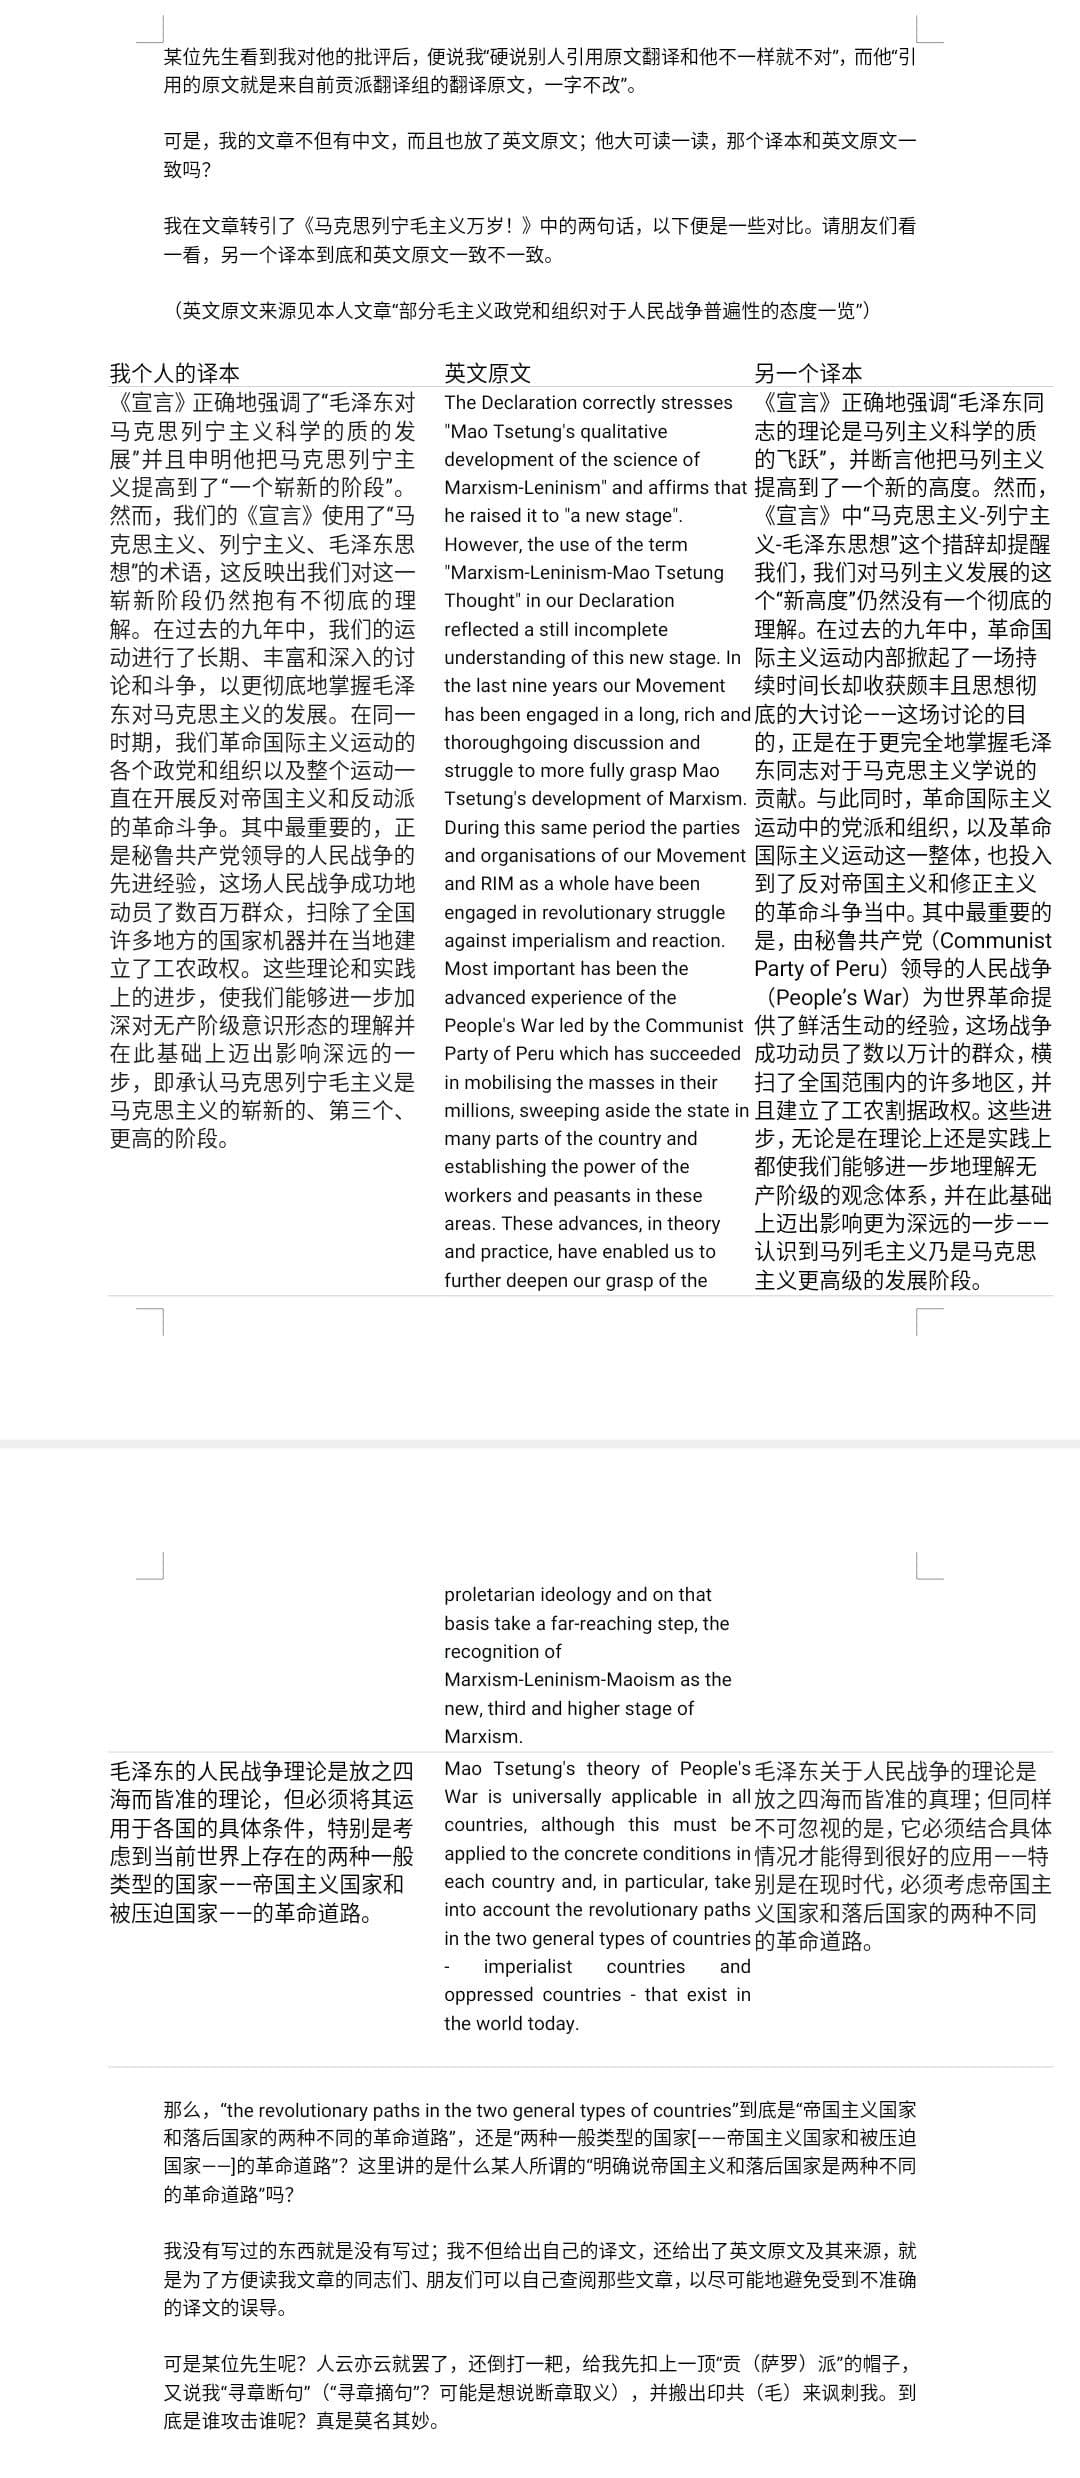 某位先生看到我对他的批评后，便说我“硬说别人引用原文翻译和他不一样就不对”，而他“引
用的原文就是来自前贡派翻译组的翻译原文，一字不改”。
可是，我的文章不但有中文，而且也放了英文原文；他大可读一读，那个译本和英文原文一
致吗？
我在文章转引了《马克思列宁毛主义万岁！》中的两句话，以下便是一些对比。请朋友们看
一看，另一个译本到底和英文原文一致不一致。
（英文原文来源见本人文章“部分毛主义政党和组织对于人民战争普遍性的态度一览”）
我个人的译本
《宣言》正确地强调了“毛泽东对
马克思列宁主义科学的质的发
展”并且申明他把马克思列宁主
义提高到了“一个崭新的阶段”。
然而，我们的《宣言》使用了“马
克思主义、列宁主义、毛泽东思
想”的术语，这反映出我们对这一
崭新阶段仍然抱有不彻底的理
解。在过去的九年中，我们的运
动进行了长期、丰富和深入的讨
论和斗争，以更彻底地掌握毛泽
东对马克思主义的发展。在同一
时期，我们革命国际主义运动的
各个政党和组织以及整个运动一
直在开展反对帝国主义和反动派
的革命斗争。其中最重要的，正
是秘鲁共产党领导的人民战争的
先进经验，这场人民战争成功地
动员了数百万群众，扫除了全国
许多地方的国家机器并在当地建
立了工农政权。这些理论和实践
上的进步，使我们能够进一步加
深对无产阶级意识形态的理解并
在此基础上迈出影响深远的一
步，即承认马克思列宁毛主义是
马克思主义的崭新的、第三个、
更高的阶段。
英文原文
The Declaration correctly stresses
"Mao Tsetung's qualitative
development of the science of
Marxism-Leninism" and affirms that
he raised it to "a new stage".
However, the use of the term
"Marxism-Leninism-Mao Tsetung
Thought" in our Declaration
reflected a still incomplete
understanding of this new stage. In
the last nine years our Movement
has been engaged in a long, rich and
thoroughgoing discussion and
struggle to more fully grasp Mao
Tsetung's development of Marxism.
During this same period the parties
and organisations of our Movement
and RIM as a whole have been
engaged in revolutionary struggle
against imperialism and reaction.
Most important has been the
advanced experience of the
People's War led by the Communist
Party of Peru which has succeeded
in mobilising the masses in their
millions, sweeping aside the state in
many parts of the country and
establishing the power of the
workers and peasants in these
areas. These advances, in theory
and practice, have enabled us to
further deepen our grasp of the
另一个译本
《宣言》正确地强调“毛泽东同
志的理论是马列主义科学的质
的飞跃”，并断言他把马列主义
提高到了一个新的高度。然而，
《宣言》中“马克思主义-列宁主
义-毛泽东思想”这个措辞却提醒
我们，我们对马列主义发展的这
个“新高度”仍然没有一个彻底的
理解。在过去的九年中，革命国
际主义运动内部掀起了一场持
续时间长却收获颇丰且思想彻
底的大讨论——这场讨论的目
的，正是在于更完全地掌握毛泽
东同志对于马克思主义学说的
贡献。与此同时，革命国际主义
运动中的党派和组织，以及革命
国际主义运动这一整体，也投入
到了反对帝国主义和修正主义
的革命斗争当中。其中最重要的
是，由秘鲁共产党（Communist
Party of Peru）领导的人民战争
（People’s War）为世界革命提
供了鲜活生动的经验，这场战争
成功动员了数以万计的群众，横
扫了全国范围内的许多地区，并
且建立了工农割据政权。这些进
步，无论是在理论上还是实践上
都使我们能够进一步地理解无
产阶级的观念体系，并在此基础
上迈出影响更为深远的一步——
认识到马列毛主义乃是马克思
主义更高级的发展阶段。
proletarian ideology and on that
basis take a far-reaching step, the
recognition of
Marxism-Leninism-Maoism as the
new, third and higher stage of
Marxism.
毛泽东的人民战争理论是放之四
海而皆准的理论，但必须将其运
用于各国的具体条件，特别是考
虑到当前世界上存在的两种一般
类型的国家——帝国主义国家和
被压迫国家——的革命道路。
Mao Tsetung's theory of People's
War is universally applicable in all
countries, although this must be
applied to the concrete conditions in
each country and, in particular, take
into account the revolutionary paths
in the two general types of countries
- imperialist countries and
oppressed countries - that exist in
the world today.
毛泽东关于人民战争的理论是
放之四海而皆准的真理；但同样
不可忽视的是，它必须结合具体
情况才能得到很好的应用——特
别是在现时代，必须考虑帝国主
义国家和落后国家的两种不同
的革命道路。
那么，“the revolutionary paths in the two general types of countries”到底是“帝国主义国家
和落后国家的两种不同的革命道路”，还是“两种一般类型的国家[——帝国主义国家和被压迫
国家——]的革命道路”？这里讲的是什么某人所谓的“明确说帝国主义和落后国家是两种不同
的革命道路”吗？
我没有写过的东西就是没有写过；我不但给出自己的译文，还给出了英文原文及其来源，就
是为了方便读我文章的同志们、朋友们可以自己查阅那些文章，以尽可能地避免受到不准确
的译文的误导。
可是某位先生呢？人云亦云就罢了，还倒打一耙，给我先扣上一顶“贡（萨罗）派”的帽子，
又说我“寻章断句”（“寻章摘句”？可能是想说断章取义），并搬出印共（毛）来讽刺我。到
底是谁攻击谁呢？真是莫名其妙。